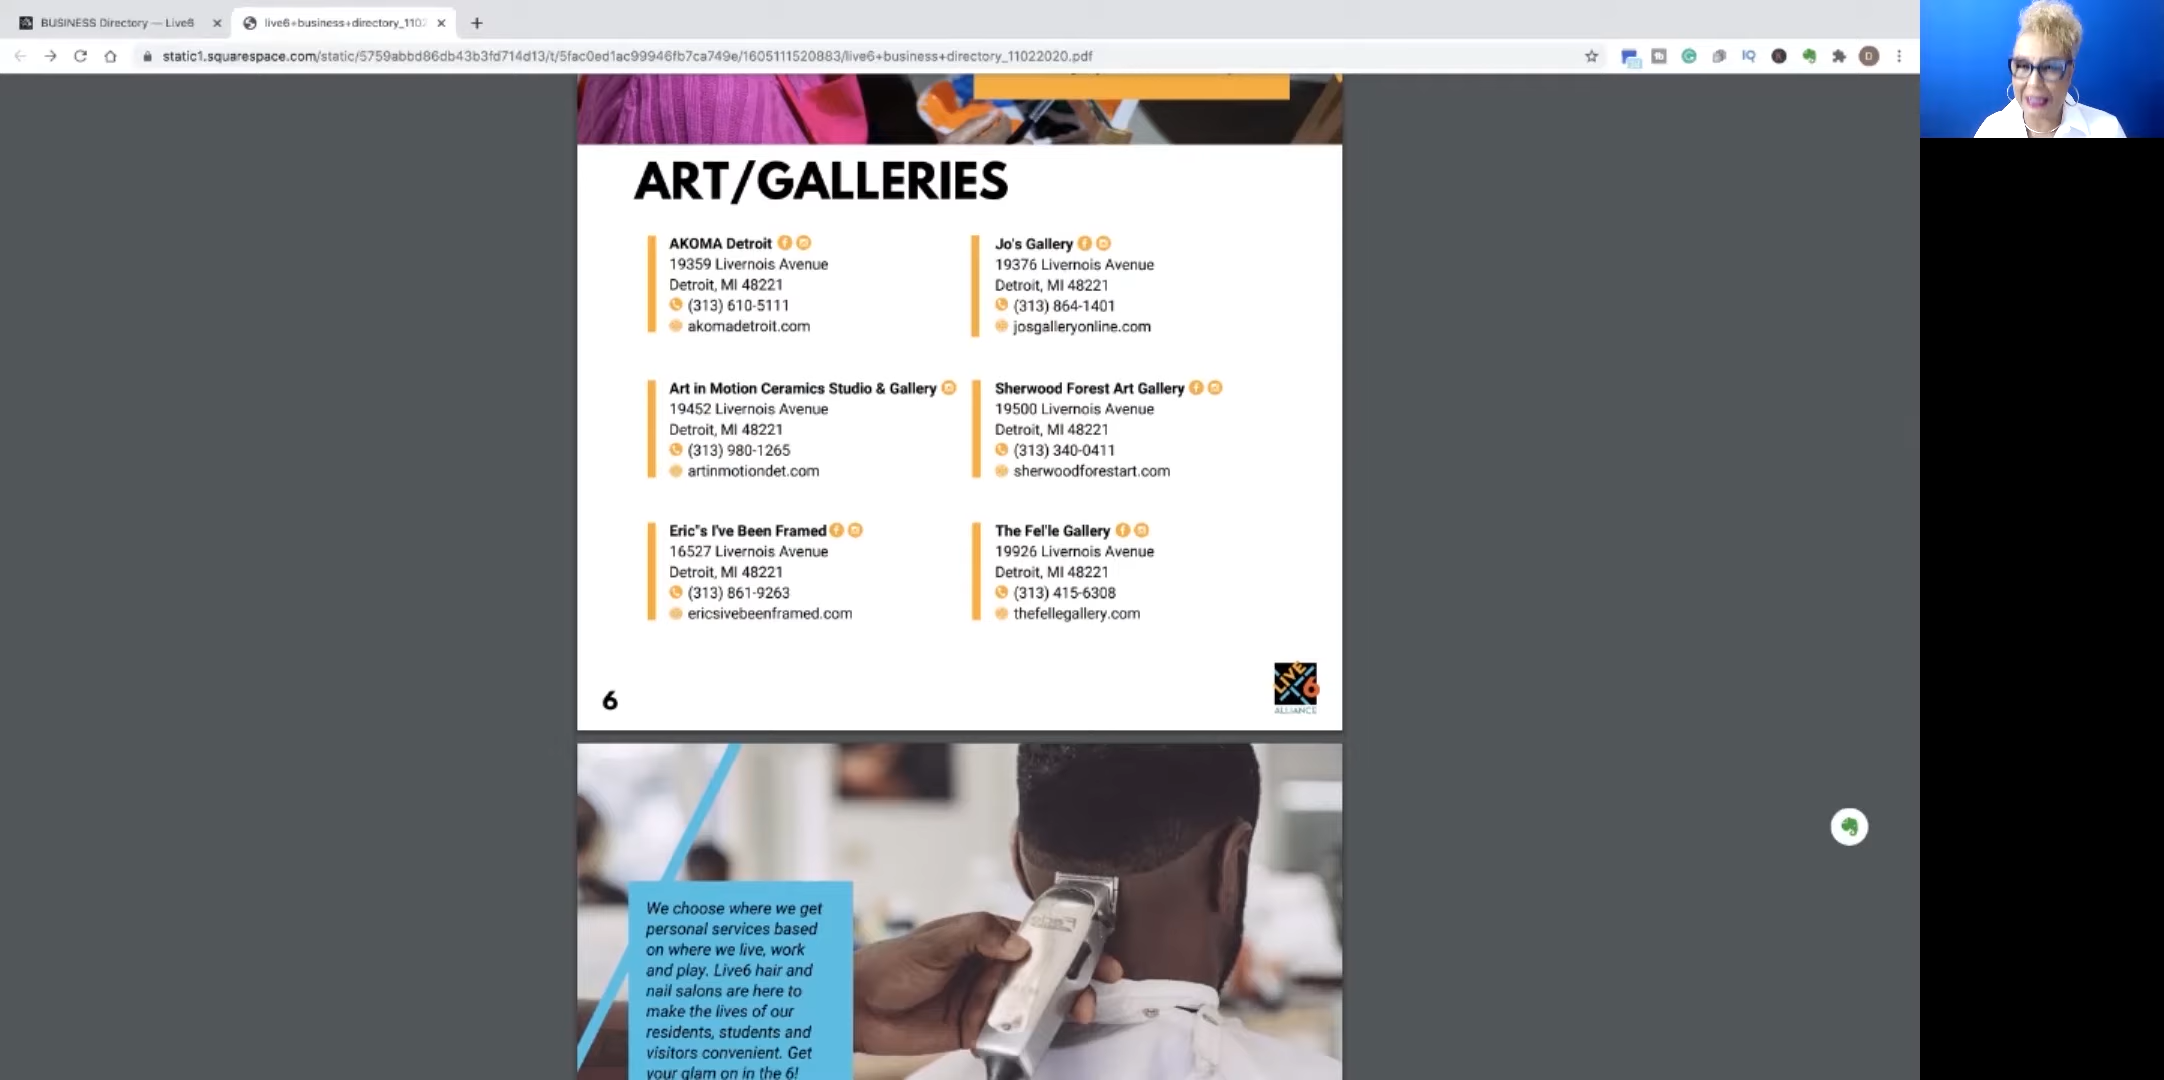 BUSINESS Directory — Live6
live6+business+directory_1102
static1.squarespace.com/static/5759abbd86db43b3fd714d13/t/5fac0ed1ac99946fb7ca749e/1605111520883/live6+business+directory_11022020.pdf
IQ
D
ART/GALLERIES
AKOMA Detroit
19359 Livernois Avenue
Detroit, MI 48221
(313) 610-5111
akomadetroit.com
Jo's Gallery
19376 Livernois Avenue
Detroit, MI 48221
(313) 864-1401
josgalleryonline.com
Art in Motion Ceramics Studio & Gallery
19452 Livernois Avenue
Detroit, MI 48221
(313) 980-1265
artinmotiondet.com
Sherwood Forest Art Gallery
19500 Livernois Avenue
Detroit, MI 48221
(313) 340-0411
sherwoodforestart.com
Eric"s I've Been Framed
16527 Livernois Avenue
Detroit, MI 48221
(313) 861-9263
ericsivebeenframed.com
The Fel'le Gallery
19926 Livernois Avenue
Detroit, MI 48221
(313) 415-6308
thefellegallery.com
6
LIVE
6
ALLIANCE
We choose where we get
personal services based
on where we live, work
and play. Live6 hair and
nail salons are here to
make the lives of our
residents, students and
visitors convenient. Get
your glam on in the 6!